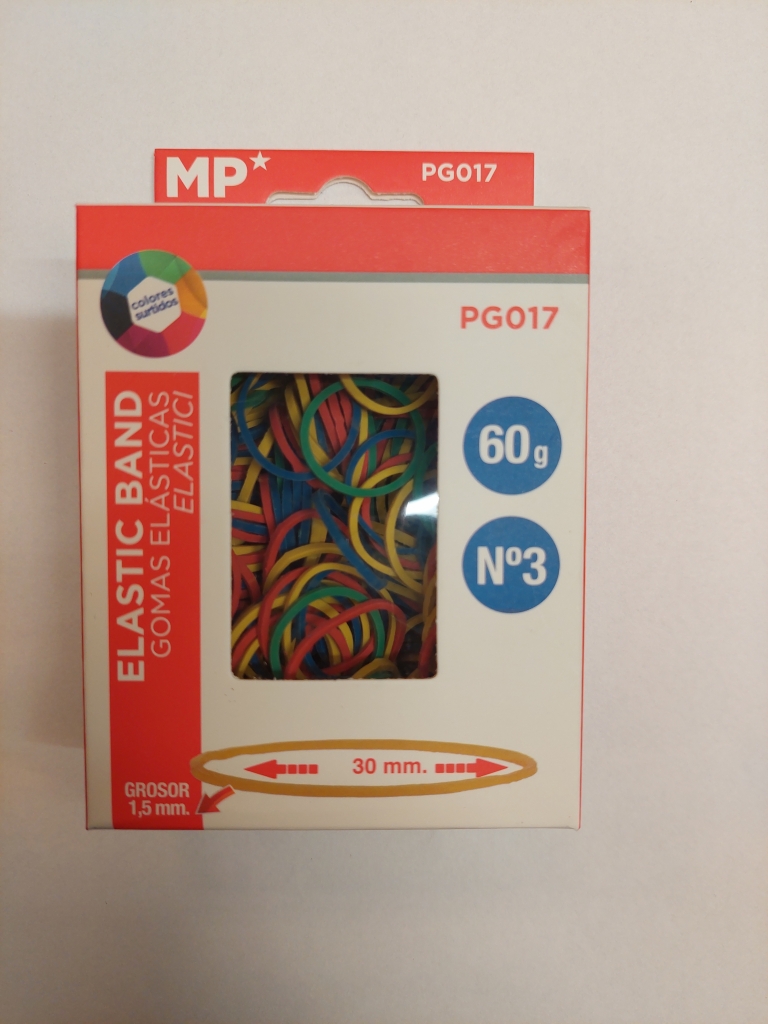 MP
PG017
colores
surtidos
PG017
ELASTIC BAND
GOMAS ELÁSTICAS
ELASTICI
60g
Nº3
30 mm.
GROSOR
1,5 mm.